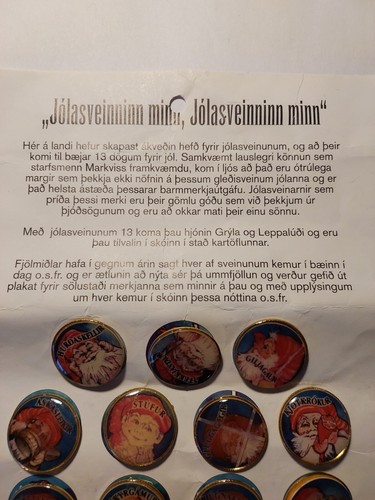 „Jólasveinninn minn, Jólasveinninn minn“
Hér á landi hefur skapast ákveðin hefð fyrir jólasveinunum, og að þeir
komi til bæjar 13 dögum fyrir jól. Samkvæmt lauslegri könnun sem
starfsmenn Markviss framkvæmdu, kom í ljós að það eru ótrúlega
margir sem þekkja ekki nöfnin á þessum gleðisveinum jólanna og er
það helsta ástæða þessarar barmmerkjaútgáfu. Jólasveinarnir sem
príða þessi merki eru þeir gömlu góðu sem við þekkjum úr
þjóðsögunum og eru að okkar mati þeir einu sönnu.
Með jólasveinunum 13 koma þau hjónin Grýla og Leppalúði og eru
þau tilvalin í skóinn í stað kartöflunnar.
Fjölmiðlar hafa í gegnum árin sagt hver af sveinunum kemur í bæinn í
dag o.s.fr. og er ætlunin að nýta sér þá ummfjöllun og verður gefið út
plakat fyrir sölustaði merkjanna sem minnir á þau og með upplýsingum
um hver kemur í skóinn þessa nóttina o.s.fr.
HURÐASKELLIR
GILJAGAUR
ASKASLEIKIR
STÚFUR